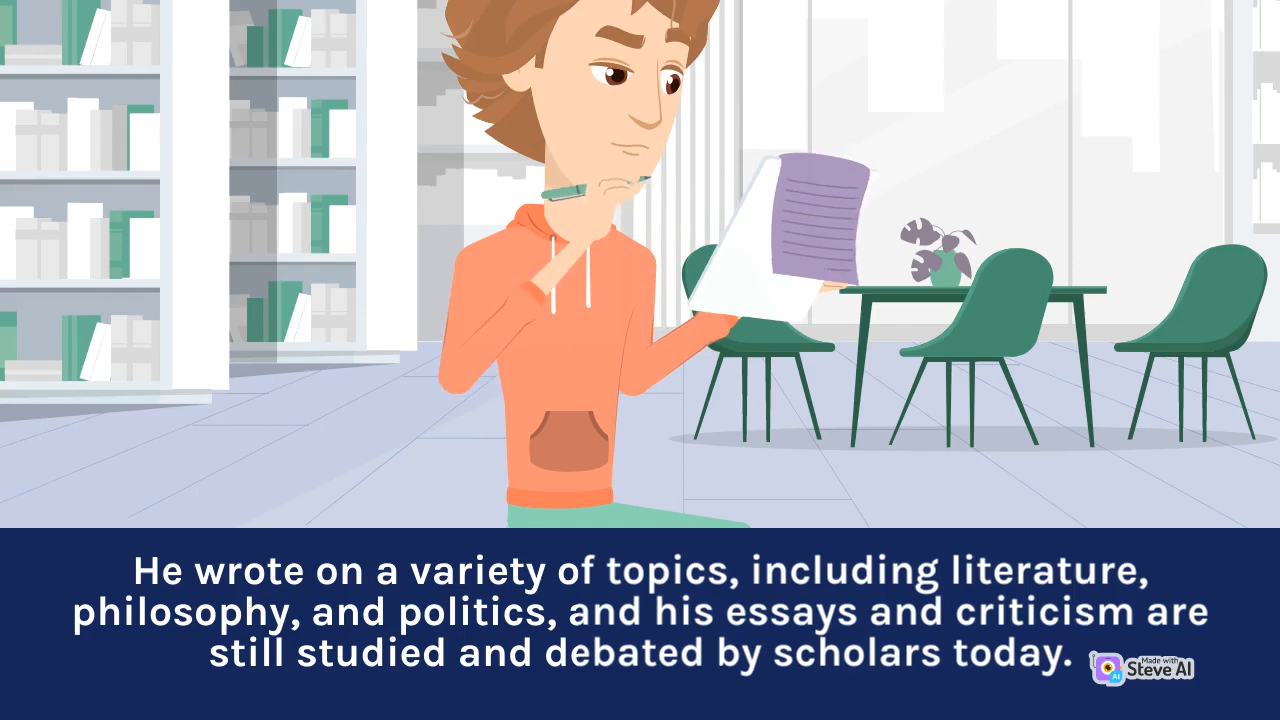 He wrote on a variety of topics, including literature,
philosophy, and politics, and his essays and criticism are
still studied and debated by scholars today.
Made with
Steve AI
AI